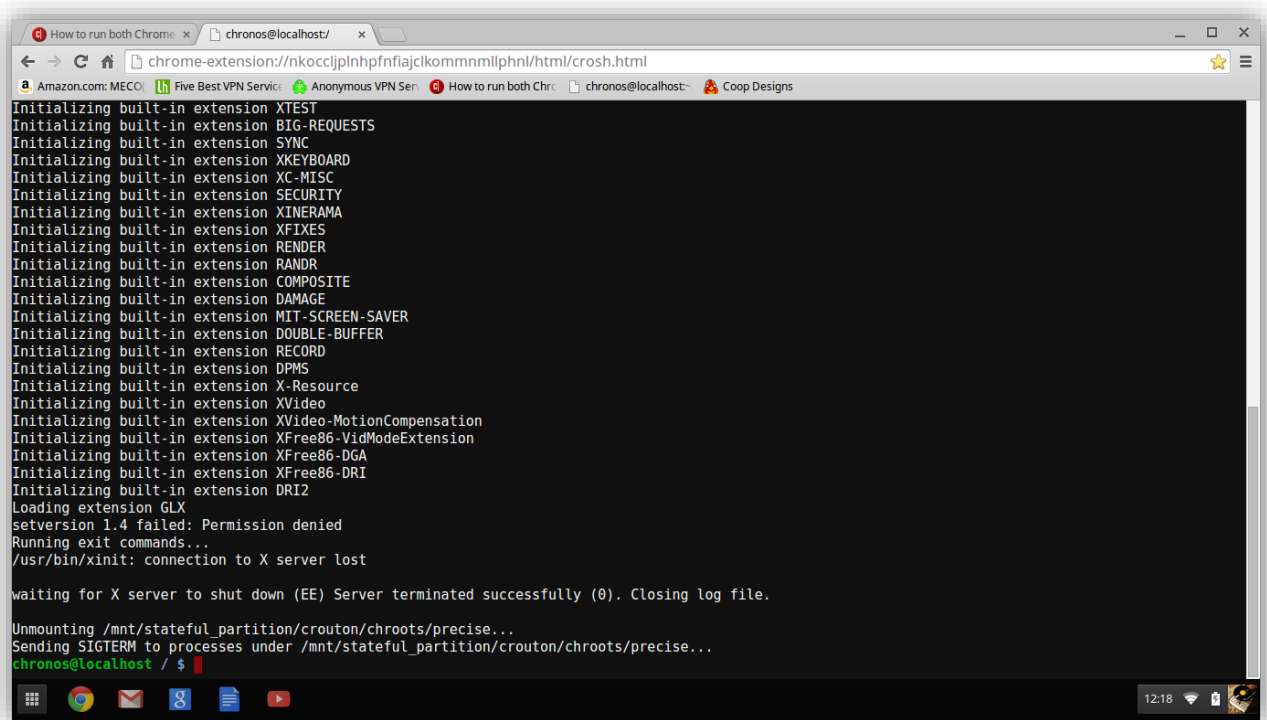 How to run both Chrome
chronos@localhost:/
chrome-extension://nkoccljplnhpfnfiajclkommnmllphnl/html/crosh.html
Amazon.com: MECO( Five Best VPN Service Anonymous VPN Serv How to run both Chro chronos@localhost:~ Coop Designs
Initializing built-in extension XTEST
Initializing built-in extension BIG-REQUESTS
Initializing built-in extension SYNC
Initializing built-in extension XKEYBOARD
Initializing built-in extension XC-MISC
Initializing built-in extension SECURITY
Initializing built-in extension XINERAMA
Initializing built-in extension XFIXES
Initializing built-in extension RENDER
Initializing built-in extension RANDR
Initializing built-in extension COMPOSITE
Initializing built-in extension DAMAGE
Initializing built-in extension MIT-SCREEN-SAVER
Initializing built-in extension DOUBLE-BUFFER
Initializing built-in extension RECORD
Initializing built-in extension DPMS
Initializing built-in extension X-Resource
Initializing built-in extension XVideo
Initializing built-in extension XVideo-MotionCompensation
Initializing built-in extension XFree86-VidModeExtension
Initializing built-in extension XFree86-DGA
Initializing built-in extension XFree86-DRI
Initializing built-in extension DRI2
Loading extension GLX
setversion 1.4 failed: Permission denied
Running exit commands...
/usr/bin/xinit: connection to X server lost
waiting for X server to shut down (EE) Server terminated successfully (0). Closing log file.
Unmounting /mnt/stateful_partition/crouton/chroots/precise...
Sending SIGTERM to processes under /mnt/stateful_partition/crouton/chroots/precise...
chronos@localhost / $
12:18